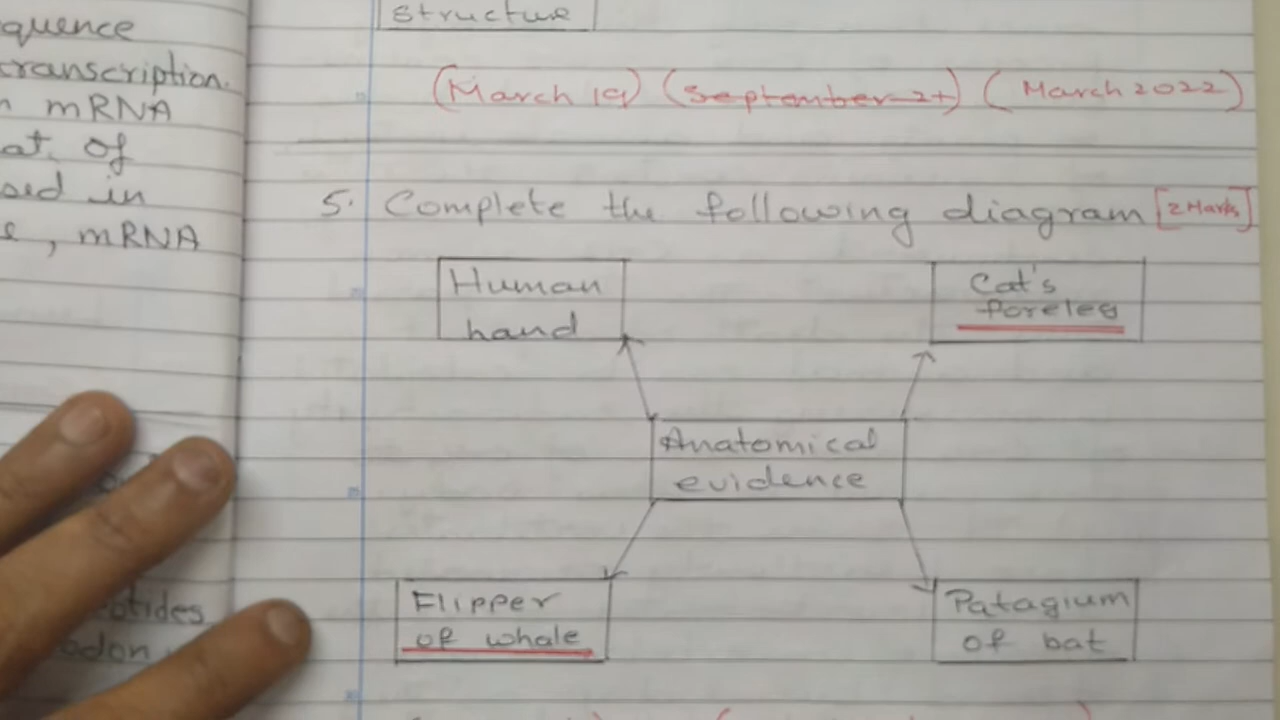 quence
transcription.
mRNA
at of
sed in
, mRNA
odon
structure
(March 19) (September 21) (March 2022)
5. Complete the following diagram [2 Marks]
Human
hand
Cat's
foreleg
Anatomical
evidence
Flipper
of whale
Patagium
of bat